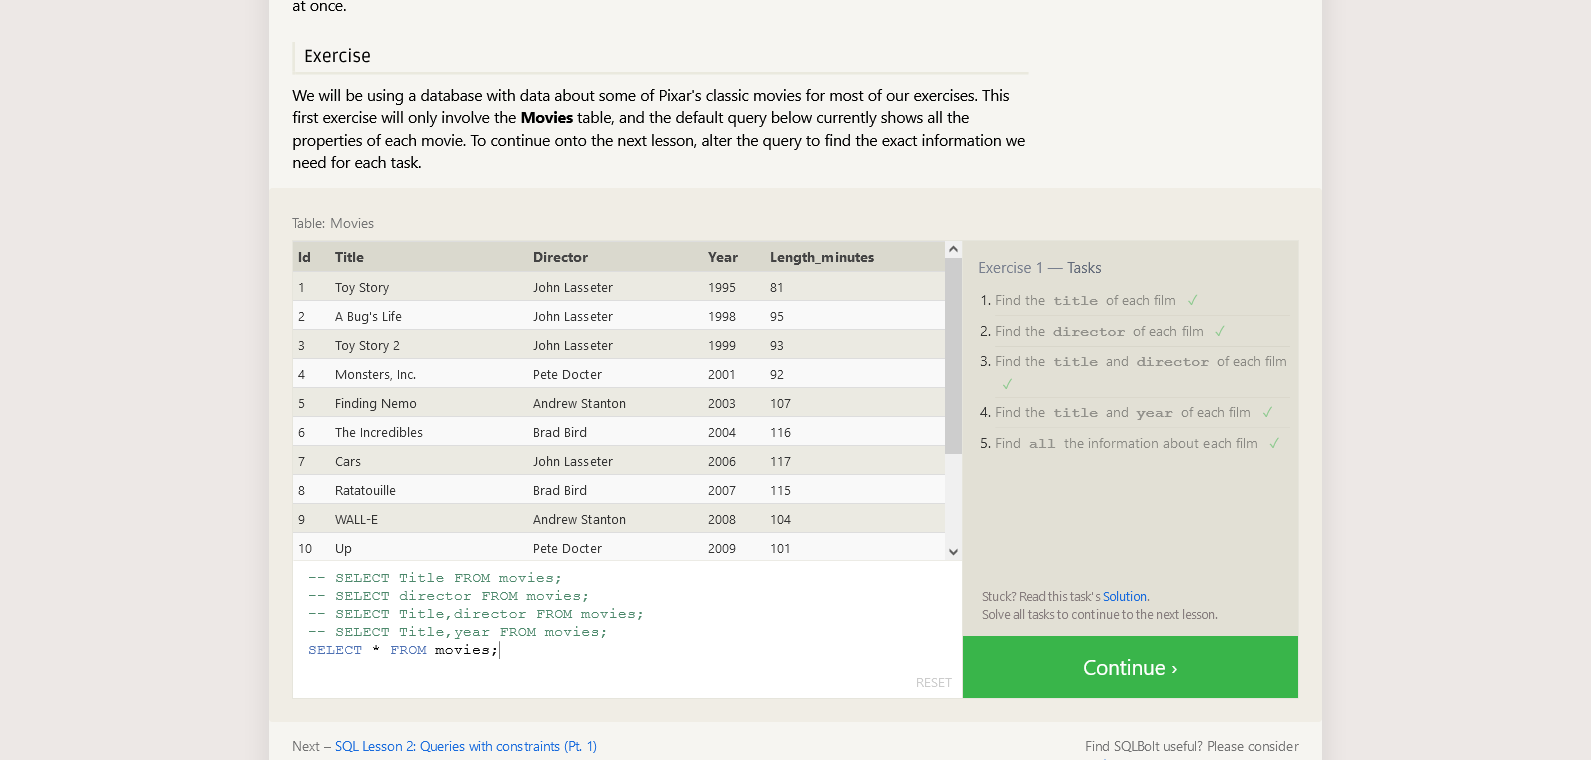 at once.
Exercise
We will be using a database with data about some of Pixar's classic movies for most of our exercises. This
first exercise will only involve the Movies table, and the default query below currently shows all the
properties of each movie. To continue onto the next lesson, alter the query to find the exact information we
need for each task.
Table: Movies
Id Title Director Year Length_minutes
1 Toy Story John Lasseter 1995 81
2 A Bug's Life John Lasseter 1998 95
3 Toy Story 2 John Lasseter 1999 93
4 Monsters, Inc. Pete Docter 2001 92
5 Finding Nemo Andrew Stanton 2003 107
6 The Incredibles Brad Bird 2004 116
7 Cars John Lasseter 2006 117
8 Ratatouille Brad Bird 2007 115
9 WALL-E Andrew Stanton 2008 104
10 Up Pete Docter 2009 101
-- SELECT Title FROM movies;
-- SELECT director FROM movies;
-- SELECT Title,director FROM movies;
-- SELECT Title,year FROM movies;
SELECT * FROM movies;
RESET
Exercise 1 — Tasks
1. Find the title of each film ✓
2. Find the director of each film ✓
3. Find the title and director of each film
✓
4. Find the title and year of each film ✓
5. Find all the information about each film ✓
Stuck? Read this task's Solution.
Solve all tasks to continue to the next lesson.
Continue ›
Next – SQL Lesson 2: Queries with constraints (Pt. 1)
Find SQLBolt useful? Please consider